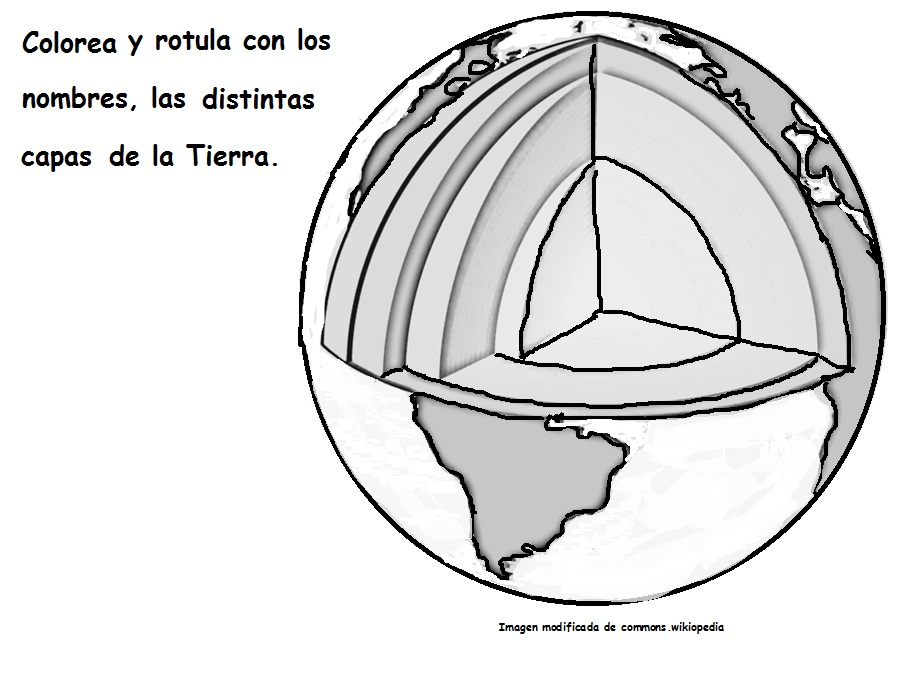 Colorea y rotula con los
nombres, las distintas
capas de la Tierra.
Imagen modificada de commons.wikiopedia